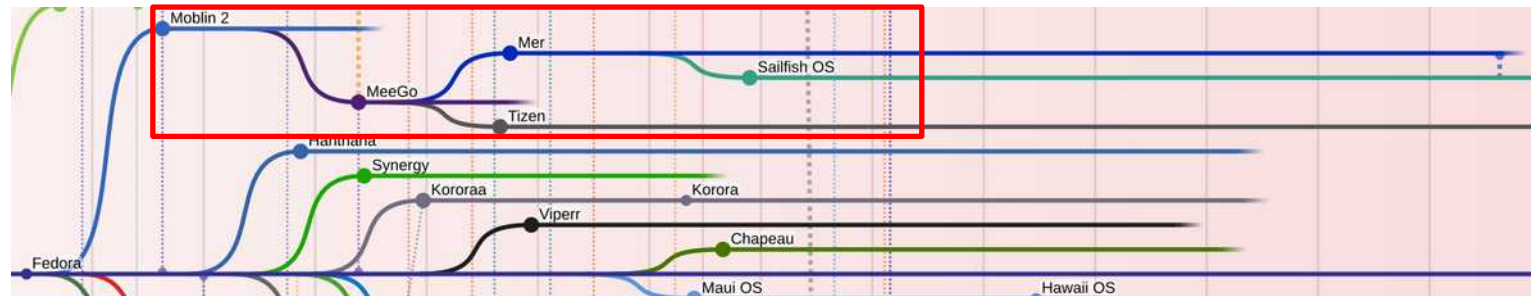 Moblin 2
Mer
Sailfish OS
MeeGo
Tizen
Hanthana
Synergy
Kororaa
Korora
Viperr
Chapeau
Fedora
Maui OS
Hawaii OS